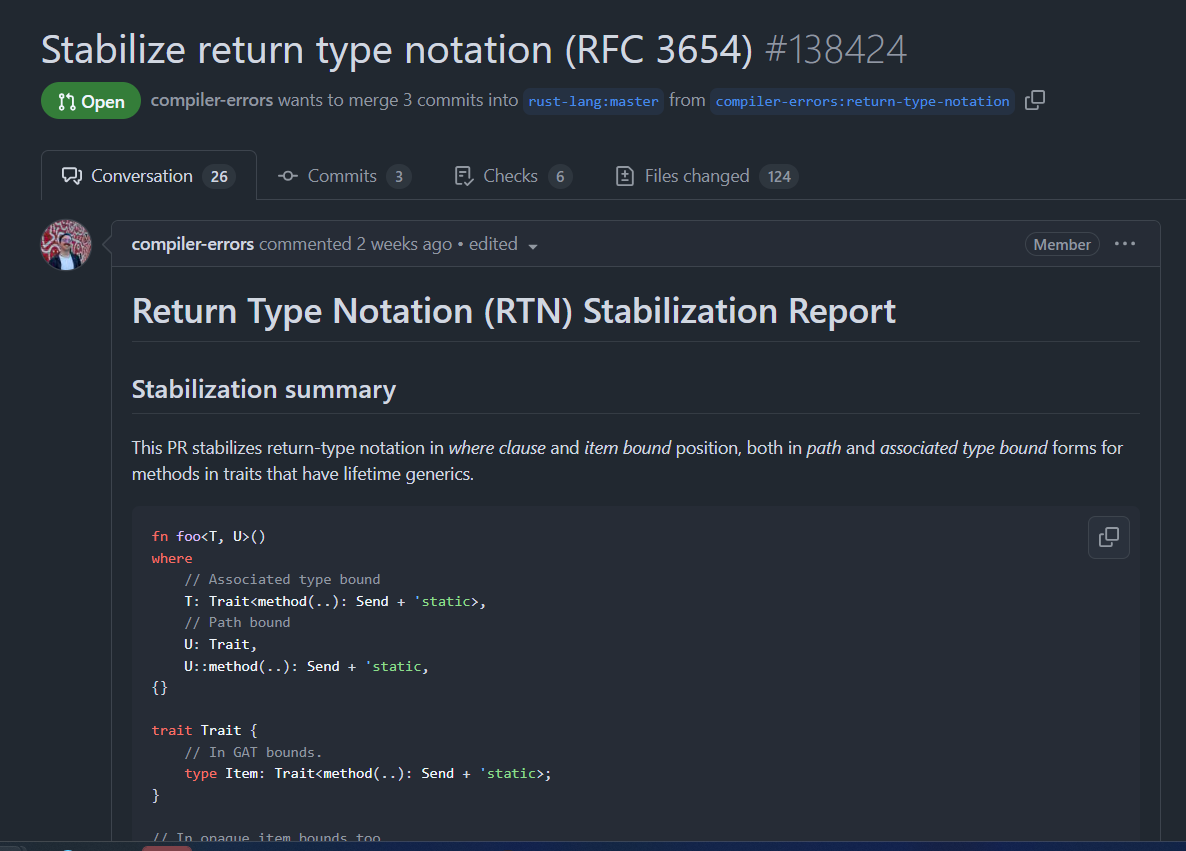 Stabilize return type notation (RFC 3654) #138424
Open compiler-errors wants to merge 3 commits into rust-lang:master from compiler-errors:return-type-notation
Conversation 26 Commits 3 Checks 6 Files changed 124
compiler-errors commented 2 weeks ago • edited Member
Return Type Notation (RTN) Stabilization Report
Stabilization summary
This PR stabilizes return-type notation in where clause and item bound position, both in path and associated type bound forms for
methods in traits that have lifetime generics.
fn foo<T, U>()
where
    // Associated type bound
    T: Trait<method(..): Send + 'static>,
    // Path bound
    U: Trait,
    U::method(..): Send + 'static,
{}
trait Trait {
    // In GAT bounds.
    type Item: Trait<method(..): Send + 'static>;
}
// In opaque item bounds too